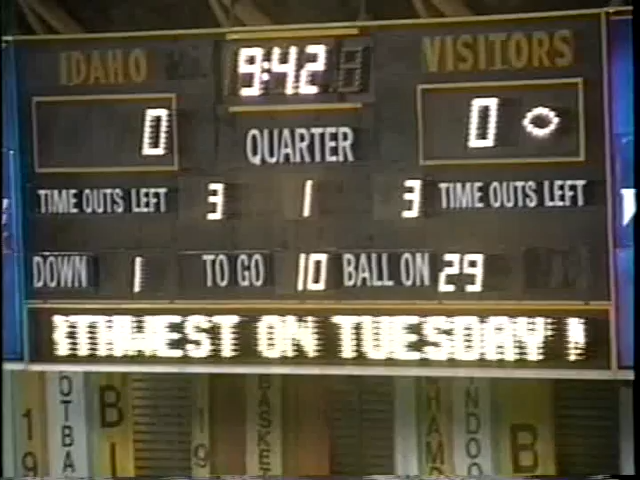 IDAHO 9:42 VISITORS
0 0
QUARTER
TIME OUTS LEFT 3 1 3 TIME OUTS LEFT
DOWN 1 TO GO 10 BALL ON 29
RTHWEST ON TUESDAY !